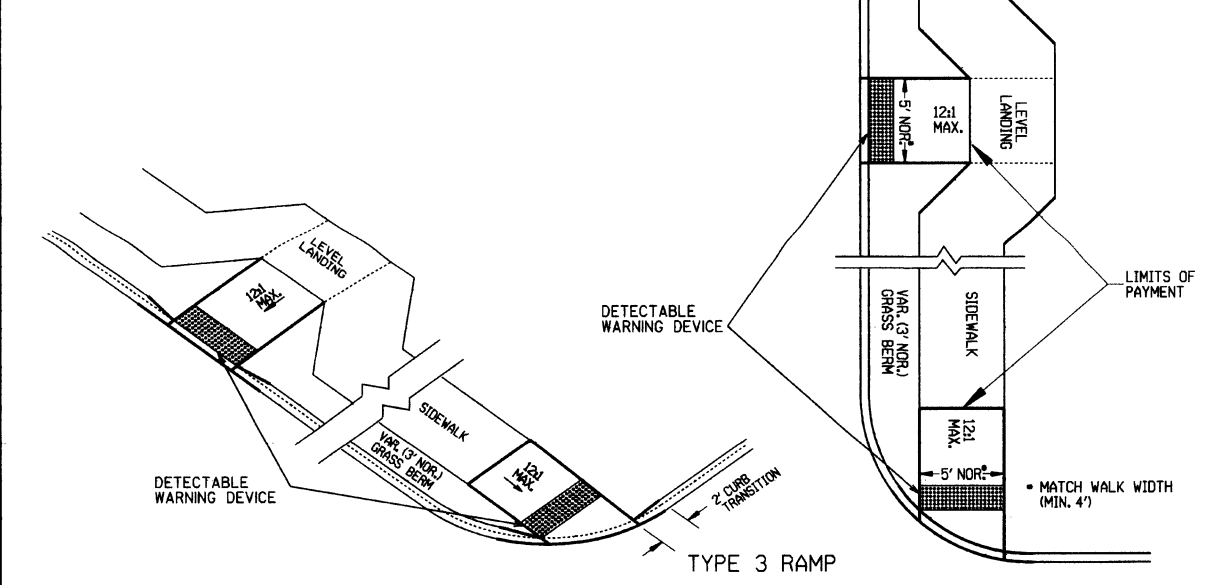 LEVEL
LANDING
12:1
MAX.
SIDEWALK
VAR. (3' NOR.)
GRASS BERM
12:1
MAX.
DETECTABLE
WARNING DEVICE
2' CURB
TRANSITION
TYPE 3 RAMP
5' NOR.*
12:1
MAX.
LEVEL
LANDING
DETECTABLE
WARNING DEVICE
LIMITS OF
PAYMENT
VAR. (3' NOR.)
GRASS BERM
SIDEWALK
12:1
MAX.
5' NOR.*
* MATCH WALK WIDTH
(MIN. 4')